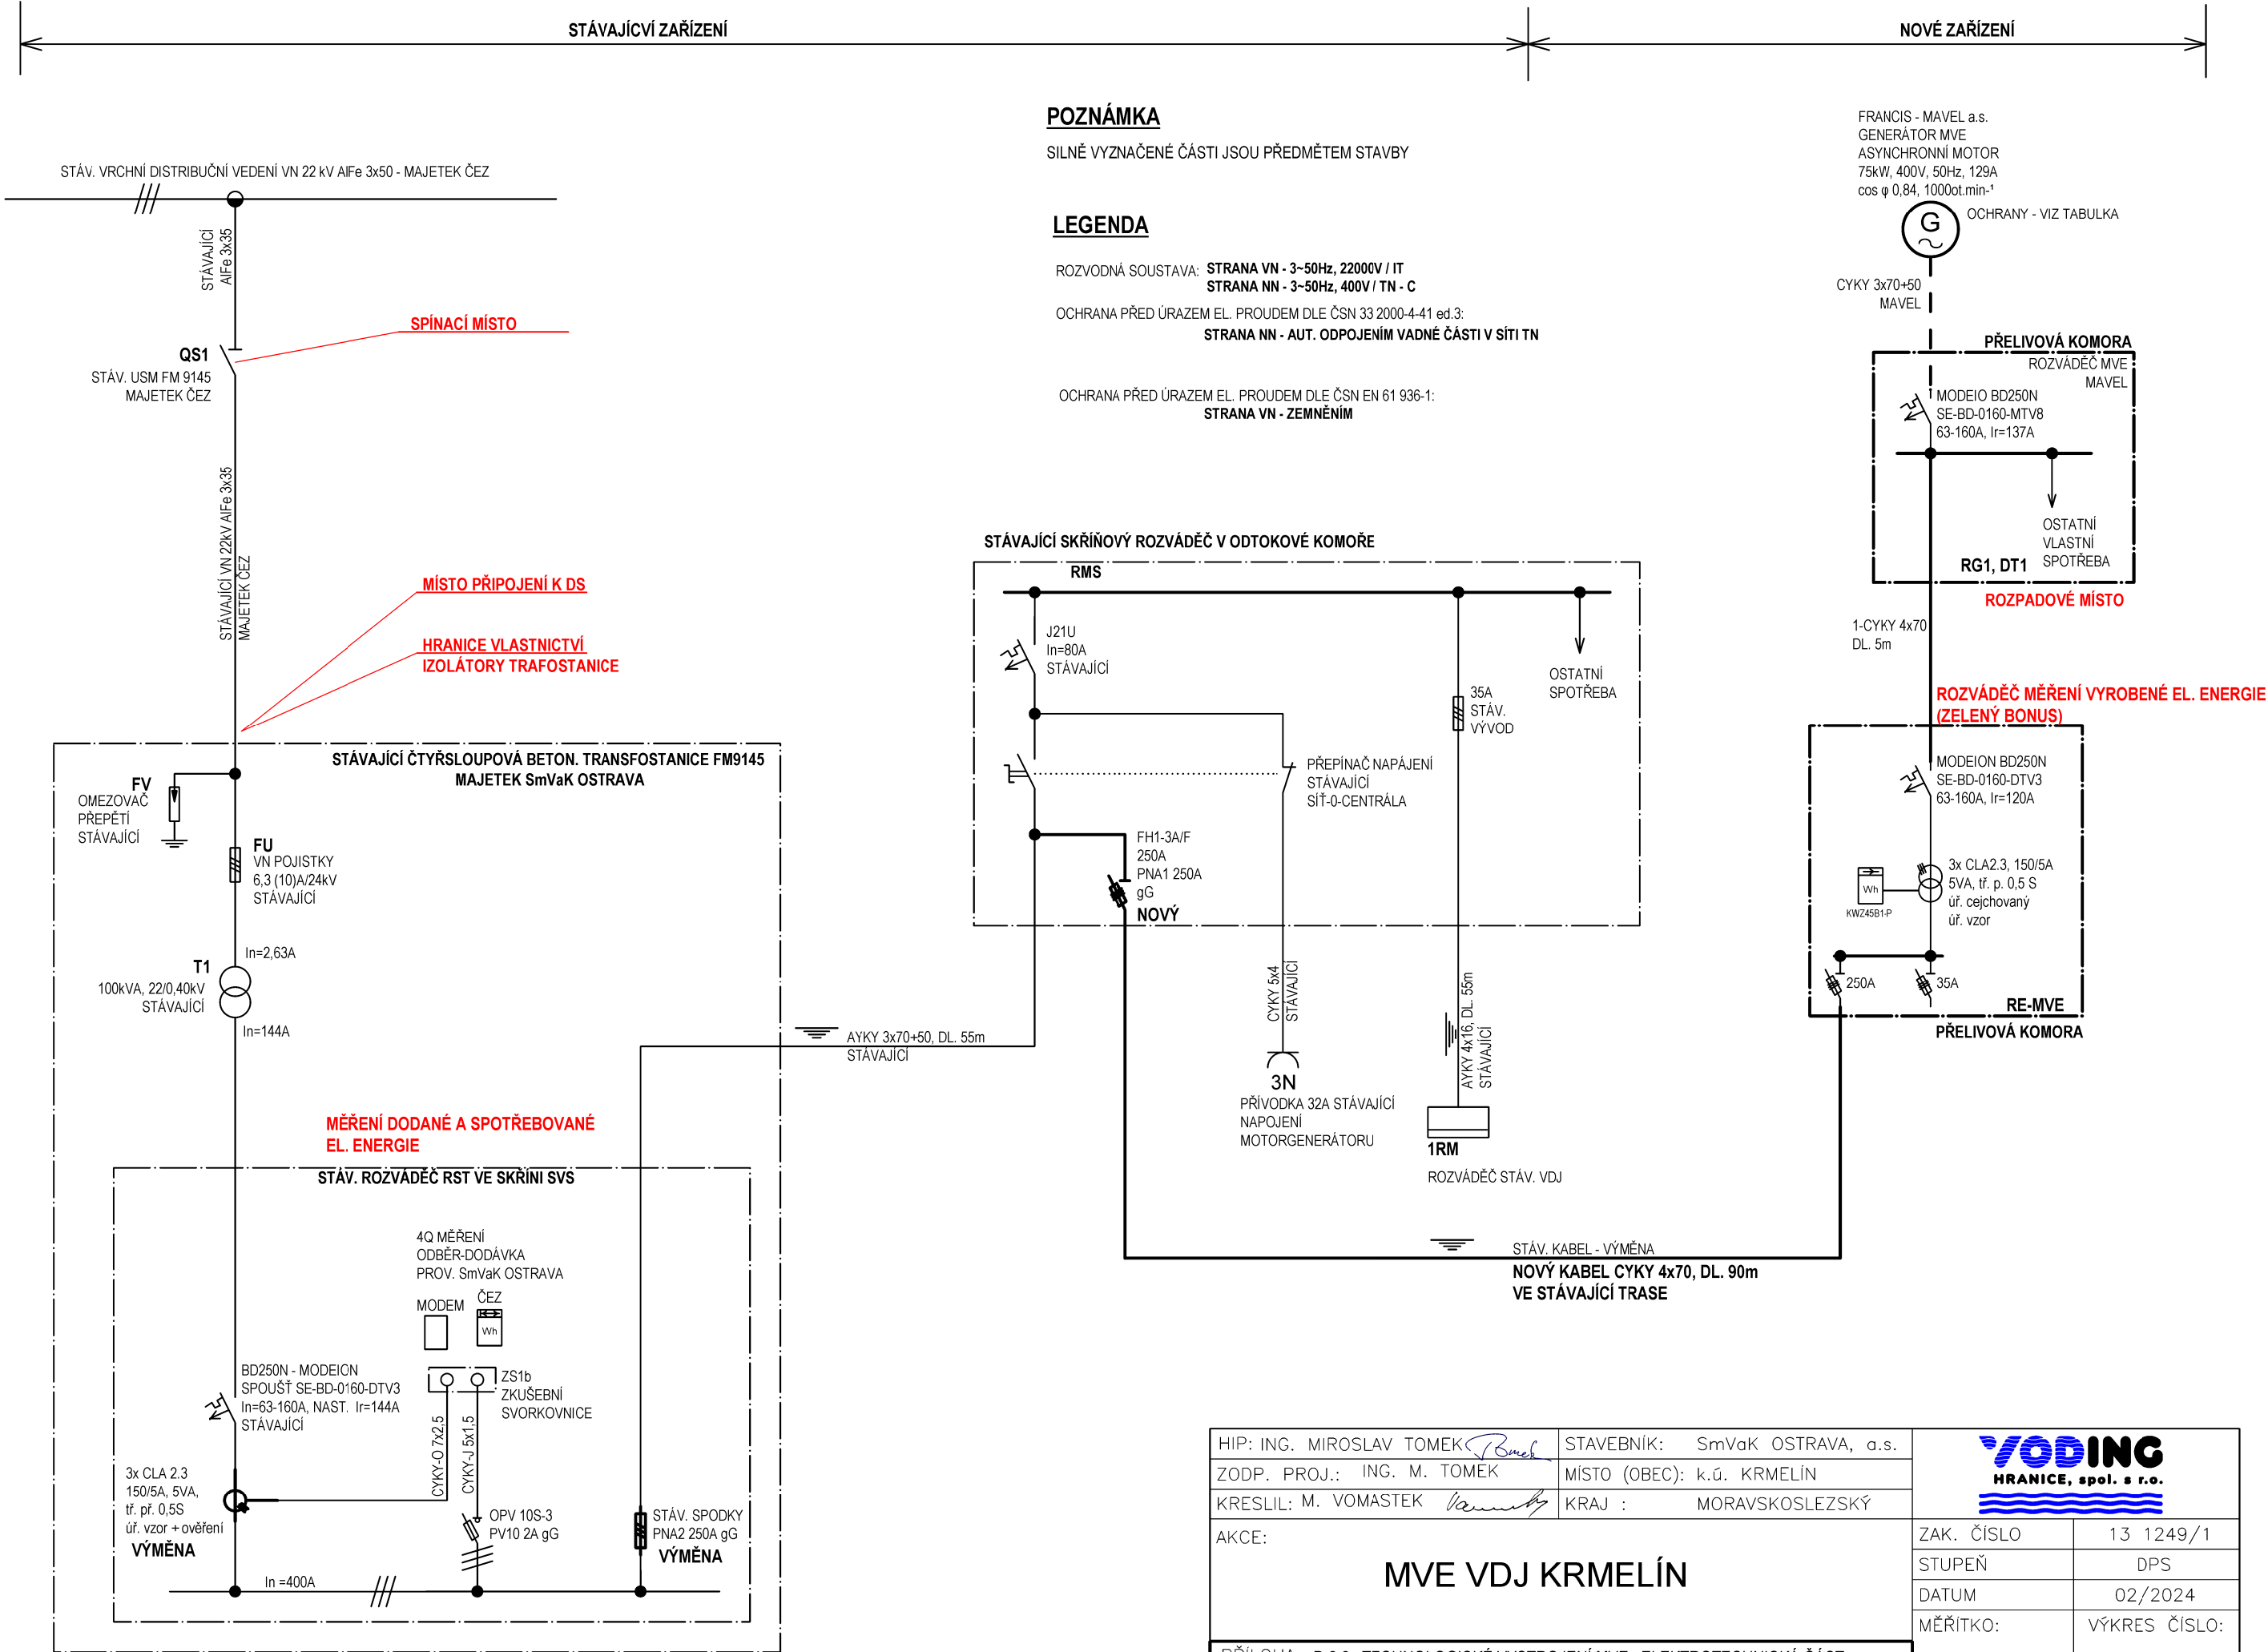 STÁVAJÍCVÍ ZAŘÍZENÍ
NOVÉ ZAŘÍZENÍ
POZNÁMKA
SILNĚ VYZNAČENÉ ČÁSTI JSOU PŘEDMĚTEM STAVBY
LEGENDA
ROZVODNÁ SOUSTAVA: STRANA VN - 3~50Hz, 22000V / IT
STRANA NN - 3~50Hz, 400V / TN - C
OCHRANA PŘED ÚRAZEM EL. PROUDEM DLE ČSN 33 2000-4-41 ed.3:
STRANA NN - AUT. ODPOJENÍM VADNÉ ČÁSTI V SÍTI TN
OCHRANA PŘED ÚRAZEM EL. PROUDEM DLE ČSN EN 61 936-1:
STRANA VN - ZEMNĚNÍM
STÁV. VRCHNÍ DISTRIBUČNÍ VEDENÍ VN 22 kV AlFe 3x50 - MAJETEK ČEZ
STÁVAJÍCÍ
AlFe 3x35
SPÍNACÍ MÍSTO
QS1
STÁV. USM FM 9145
MAJETEK ČEZ
STÁVAJÍCÍ VN 22kV AlFe 3x35
MAJETEK ČEZ
MÍSTO PŘIPOJENÍ K DS
HRANICE VLASTNICTVÍ
IZOLÁTORY TRAFOSTANICE
STÁVAJÍCÍ ČTYŘSLOUPOVÁ BETON. TRANSFOSTANICE FM9145
MAJETEK SmVaK OSTRAVA
FV
OMEZOVAČ
PŘEPĚTÍ
STÁVAJÍCÍ
FU
VN POJISTKY
6,3 (10)A/24kV
STÁVAJÍCÍ
In=2,63A
T1
100kVA, 22/0,40kV
STÁVAJÍCÍ
In=144A
MĚŘENÍ DODANÉ A SPOTŘEBOVANÉ
EL. ENERGIE
STÁV. ROZVÁDĚČ RST VE SKŘÍNI SVS
4Q MĚŘENÍ
ODBĚR-DODÁVKA
PROV. SmVaK OSTRAVA
MODEM
ČEZ
Wh
BD250N - MODEION
SPOUŠŤ SE-BD-0160-DTV3
In=63-160A, NAST. Ir=144A
STÁVAJÍCÍ
ZS1b
ZKUŠEBNÍ
SVORKOVNICE
CYKY-O 7x2,5
CYKY-J 5x1,5
3x CLA 2.3
150/5A, 5VA,
tř. př. 0,5S
úř. vzor + ověření
VÝMĚNA
OPV 10S-3
PV10 2A gG
STÁV. SPODKY
PNA2 250A gG
VÝMĚNA
In =400A
AYKY 3x70+50, DL. 55m
STÁVAJÍCÍ
STÁVAJÍCÍ SKŘÍŇOVÝ ROZVÁDĚČ V ODTOKOVÉ KOMOŘE
RMS
J21U
In=80A
STÁVAJÍCÍ
35A
STÁV.
VÝVOD
OSTATNÍ
SPOTŘEBA
PŘEPÍNAČ NAPÁJENÍ
STÁVAJÍCÍ
SÍŤ-0-CENTRÁLA
FH1-3A/F
250A
PNA1 250A
gG
NOVÝ
CYKY 5x4
STÁVAJÍCÍ
AYKY 4x16, DL. 55m
STÁVAJÍCÍ
3N
PŘÍVODKA 32A STÁVAJÍCÍ
NAPOJENÍ
MOTORGENERÁTORU
1RM
ROZVÁDĚČ STÁV. VDJ
STÁV. KABEL - VÝMĚNA
NOVÝ KABEL CYKY 4x70, DL. 90m
VE STÁVAJÍCÍ TRASE
FRANCIS - MAVEL a.s.
GENERÁTOR MVE
ASYNCHRONNÍ MOTOR
75kW, 400V, 50Hz, 129A
cos φ 0,84, 1000ot.min-¹
G
OCHRANY - VIZ TABULKA
CYKY 3x70+50
MAVEL
PŘELIVOVÁ KOMORA
ROZVÁDĚČ MVE
MAVEL
MODEIO BD250N
SE-BD-0160-MTV8
63-160A, Ir=137A
OSTATNÍ
VLASTNÍ
SPOTŘEBA
RG1, DT1
ROZPADOVÉ MÍSTO
1-CYKY 4x70
DL. 5m
ROZVÁDĚČ MĚŘENÍ VYROBENÉ EL. ENERGIE
(ZELENÝ BONUS)
MODEION BD250N
SE-BD-0160-DTV3
63-160A, Ir=120A
Wh
KWZ45B1-P
3x CLA2.3, 150/5A
5VA, tř. p. 0,5 S
úř. cejchovaný
úř. vzor
250A
35A
RE-MVE
PŘELIVOVÁ KOMORA
HIP: ING. MIROSLAV TOMEK
STAVEBNÍK: SmVaK OSTRAVA, a.s.
ZODP. PROJ.: ING. M. TOMEK
MÍSTO (OBEC): k.ú. KRMELÍN
KRESLIL: M. VOMASTEK
KRAJ : MORAVSKOSLEZSKÝ
VODING
HRANICE, spol. s r.o.
AKCE:
MVE VDJ KRMELÍN
ZAK. ČÍSLO 13 1249/1
STUPEŇ DPS
DATUM 02/2024
MĚŘÍTKO: VÝKRES ČÍSLO: